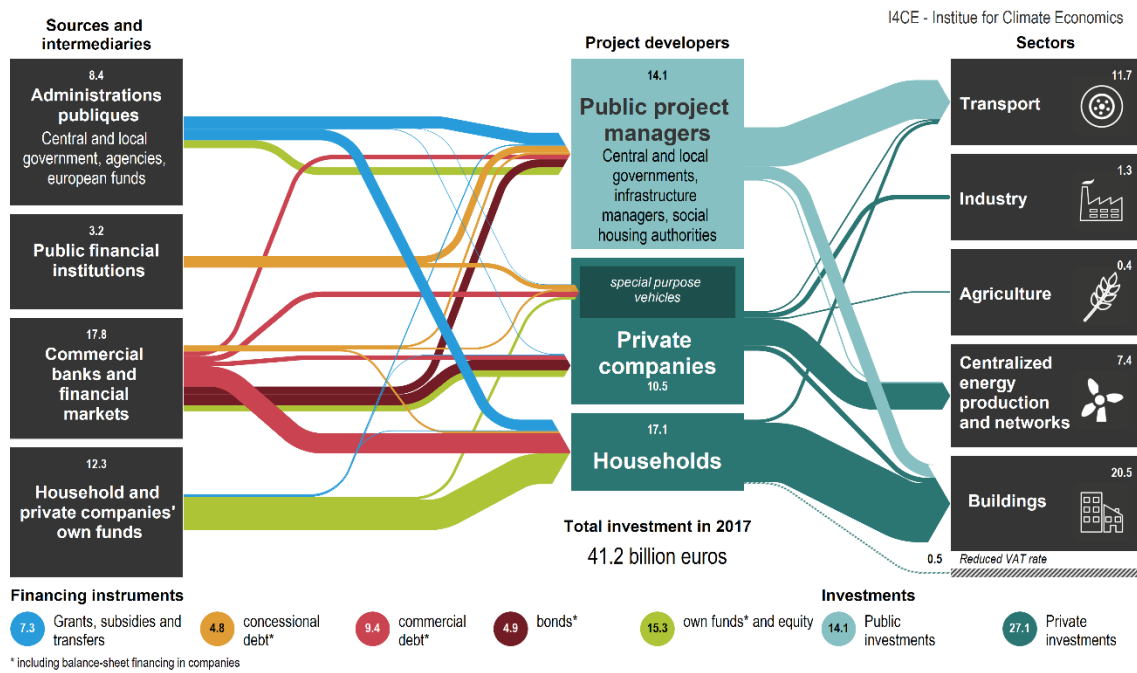 I4CE - Institue for Climate Economics
Sources and
intermediaries
Project developers
Sectors
8.4
Administrations
publiques
Central and local
government, agencies,
european funds
3.2
Public financial
institutions
17.8
Commercial
banks and
financial
markets
12.3
Household and
private companies'
own funds
14.1
Public project
managers
Central and local
governments,
infrastructure
managers, social
housing authorities
special purpose
vehicles
Private
companies
10.5
17.1
Households
Total investment in 2017
41.2 billion euros
11.7
Transport
1.3
Industry
0.4
Agriculture
7.4
Centralized
energy
production
and networks
20.5
Buildings
0.5 Reduced VAT rate
Financing instruments
7.3 Grants, subsidies and
transfers
4.8 concessional
debt*
9.4 commercial
debt*
4.9 bonds*
15.3 own funds* and equity
Investments
14.1 Public
investments
27.1 Private
investments
* including balance-sheet financing in companies